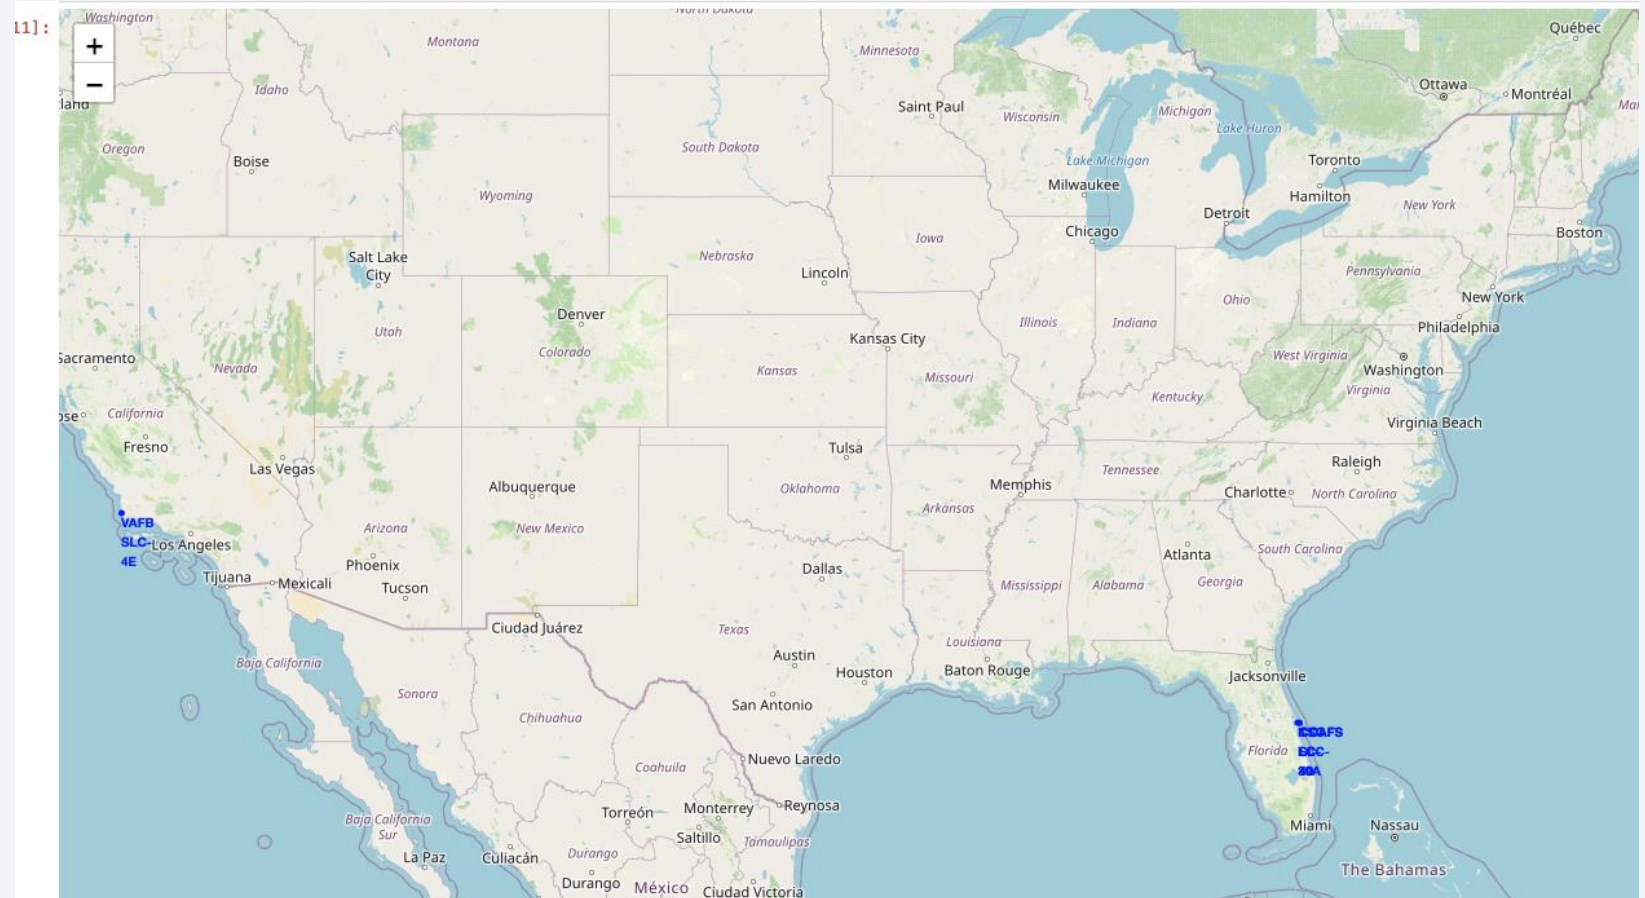 11]:
Washington
North Dakota
Québec
+
Montana
Minnesota
−
Ottawa
Montréal
Idaho
tland
Saint Paul
Wisconsin
Michigan
Mai
Lake Huron
Oregon
Boise
South Dakota
Lake Michigan
Toronto
Milwaukee
Wyoming
Hamilton
New York
Detroit
Chicago
Iowa
Boston
Salt Lake
City
Nebraska
Lincoln
Pennsylvania
New York
Ohio
Denver
Utah
Illinois
Indiana
Philadelphia
Kansas City
Colorado
Sacramento
West Virginia
Nevada
Kansas
Missouri
Washington
Virginia
Kentucky
ose
California
Virginia Beach
Fresno
Tulsa
Las Vegas
Tennessee
Raleigh
Albuquerque
Oklahoma
Memphis
Charlotte
North Carolina
Arkansas
VAFB
SLC-
4E
Arizona
New Mexico
Los Angeles
South Carolina
Atlanta
Phoenix
Dallas
Tijuana
Mexicali
Tucson
Mississippi
Alabama
Georgia
Ciudad Juárez
Texas
Louisiana
Austin
Baja California
Houston
Baton Rouge
Jacksonville
Sonora
San Antonio
Chihuahua
Florida
Nuevo Laredo
Coahuila
Reynosa
Torreón
Monterrey
Baja California
Sur
Saltillo
Tamaulipas
Miami
Nassau
La Paz
Culiacán
Durango
The Bahamas
Durango
México
Ciudad Victoria